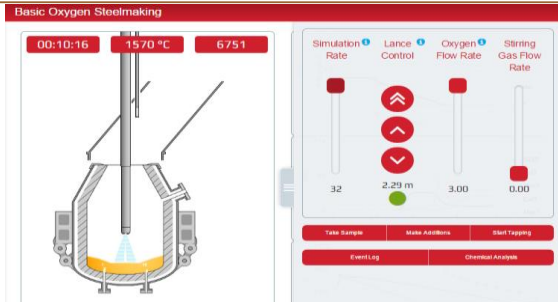 Basic Oxygen Steelmaking
00:10:16 1570 °C 6751
Simulation Rate
Lance Control
Oxygen Flow Rate
Stirring Gas Flow Rate
32 2.29 m 3.00 0.00
Take Sample Make Additions Start Tapping
Event Log Chemical Analysis